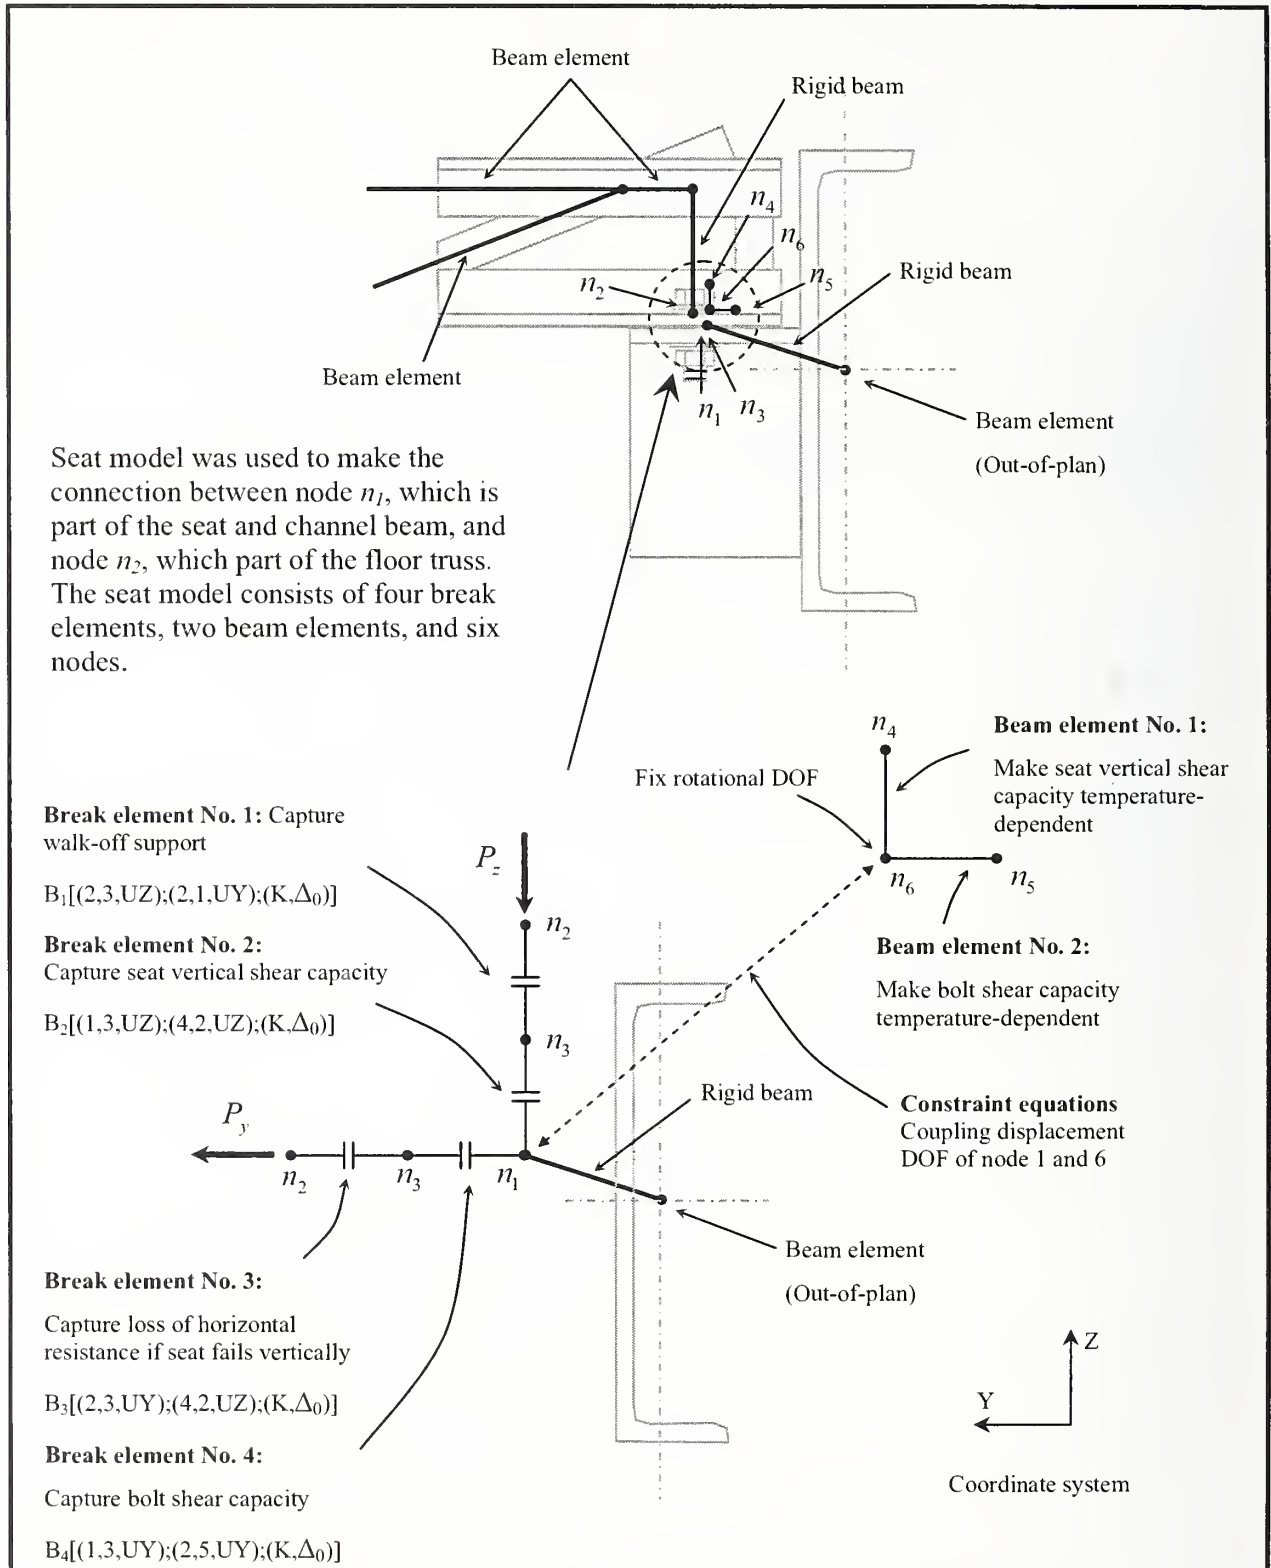 Beam element
Rigid beam
n4
n6
n2
n5
Rigid beam
Beam element
n1
n3
Beam element
(Out-of-plan)
Seat model was used to make the
connection between node n1, which is
part of the seat and channel beam, and
node n2, which part of the floor truss.
The seat model consists of four break
elements, two beam elements, and six
nodes.
n4
Beam element No. 1:
Make seat vertical shear
capacity temperature-
dependent
Fix rotational DOF
n6
n5
Beam element No. 2:
Make bolt shear capacity
temperature-dependent
Break element No. 1: Capture
walk-off support
B1[(2,3,UZ);(2,1,UY);(K,Δ0)]
Break element No. 2:
Capture seat vertical shear capacity
B2[(1,3,UZ);(4,2,UZ);(K,Δ0)]
Pz
n2
n3
Rigid beam
Constraint equations
Coupling displacement
DOF of node 1 and 6
Py
n2
n3
n1
Beam element
(Out-of-plan)
Break element No. 3:
Capture loss of horizontal
resistance if seat fails vertically
B3[(2,3,UY);(4,2,UZ);(K,Δ0)]
Break element No. 4:
Capture bolt shear capacity
B4[(1,3,UY);(2,5,UY);(K,Δ0)]
Z
Y
Coordinate system